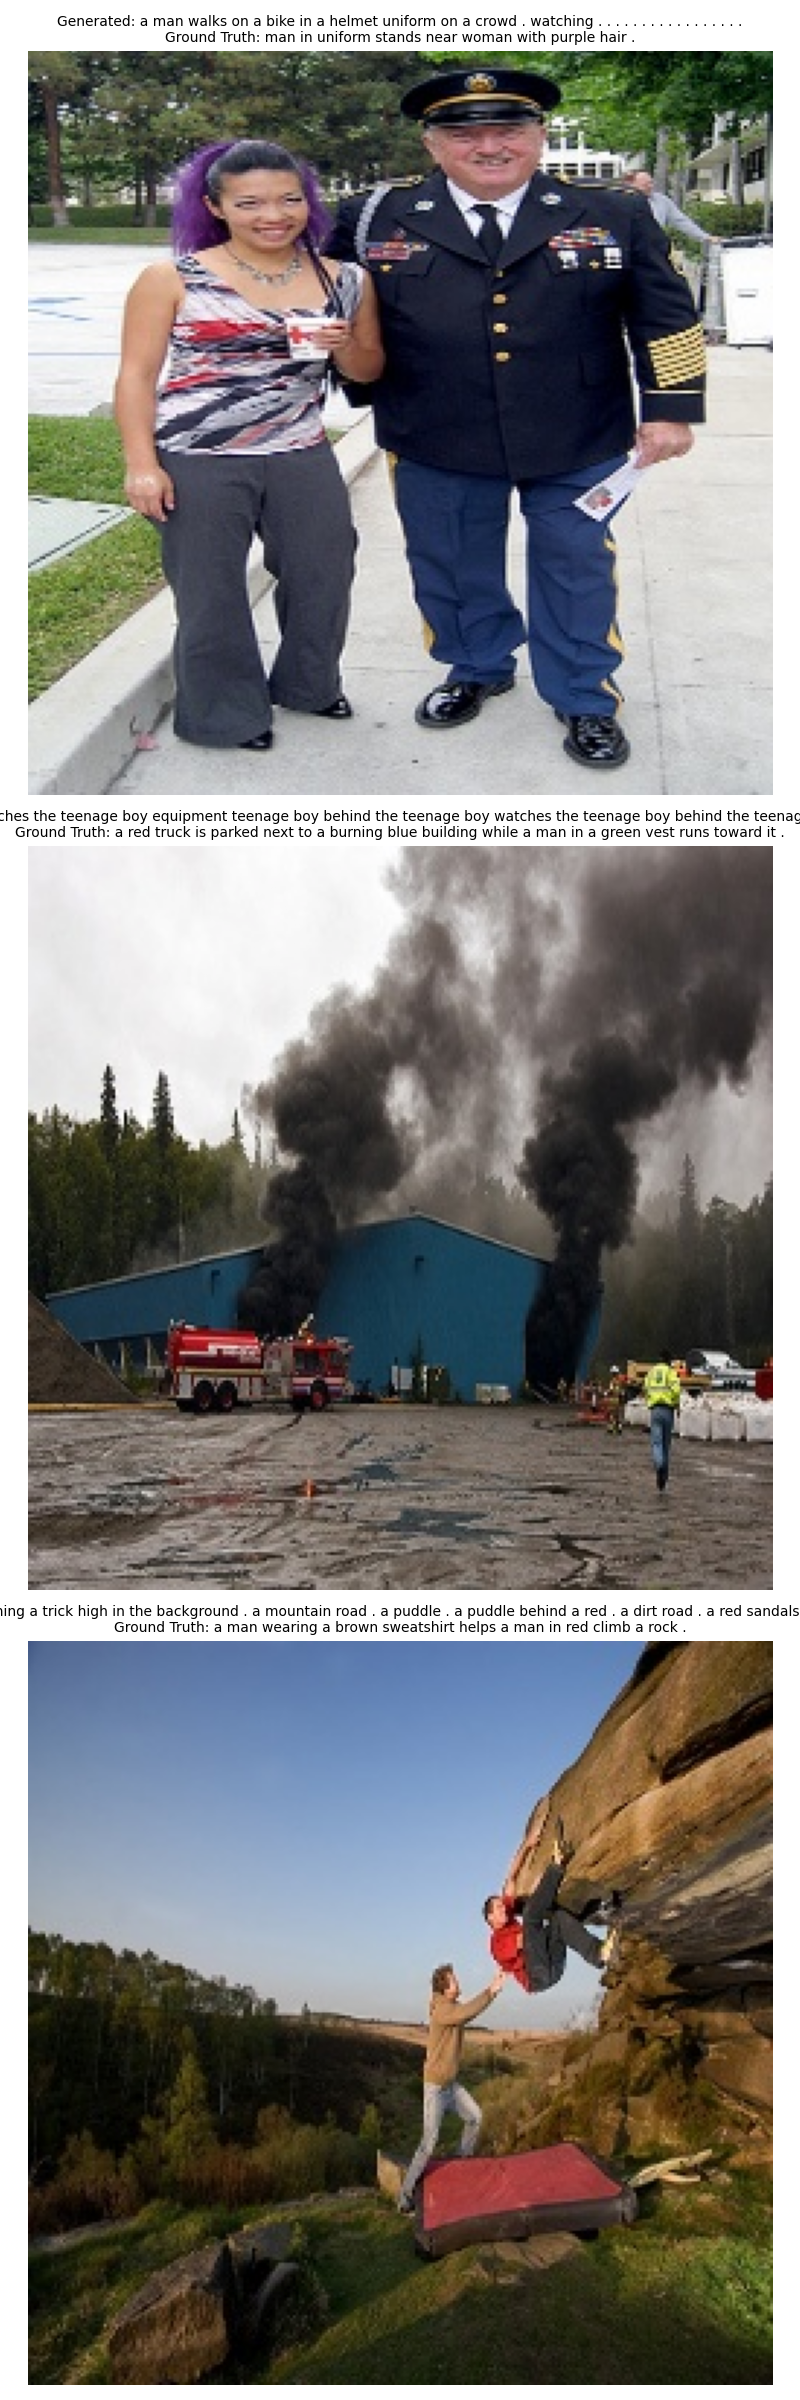 Generated: a man walks on a bike in a helmet uniform on a crowd . watching . . . . . . . . . . . . . . . . .
Ground Truth: man in uniform stands near woman with purple hair .
ches the teenage boy equipment teenage boy behind the teenage boy watches the teenage boy behind the teenag
Ground Truth: a red truck is parked next to a burning blue building while a man in a green vest runs toward it .
ning a trick high in the background . a mountain road . a puddle . a puddle behind a red . a dirt road . a red sandals
Ground Truth: a man wearing a brown sweatshirt helps a man in red climb a rock .